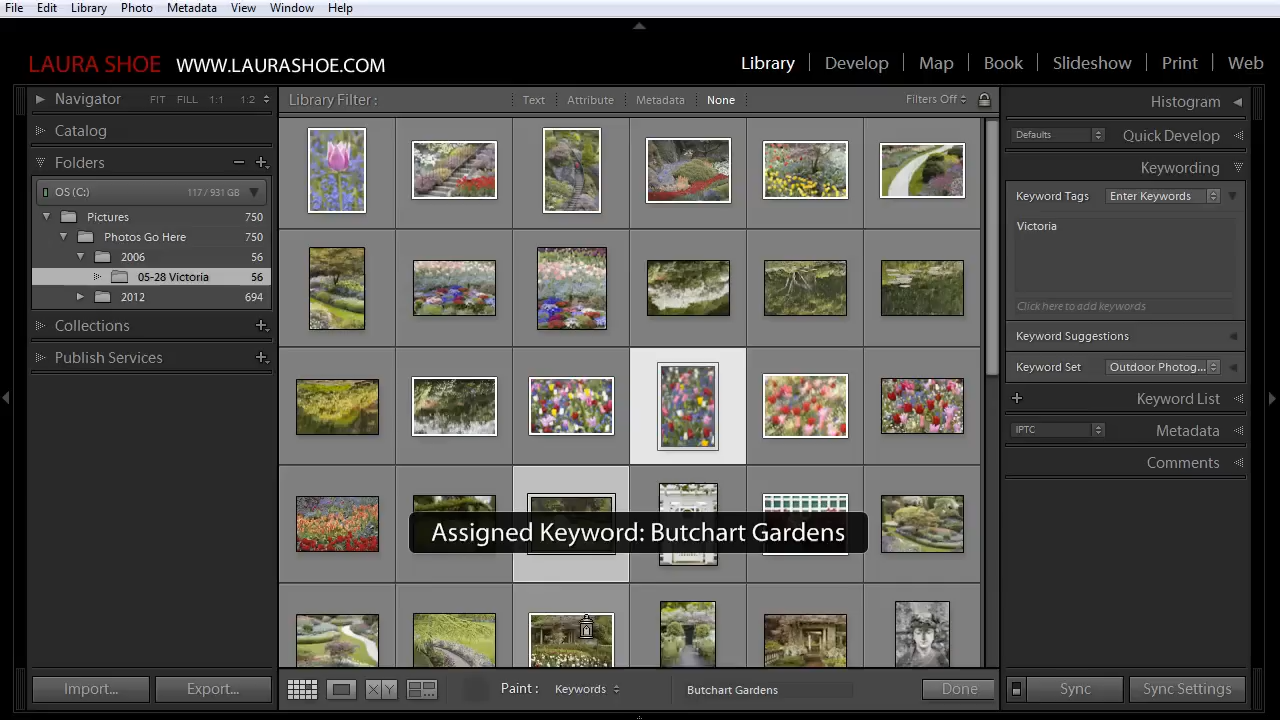 File Edit Library Photo Metadata View Window Help
LAURA SHOE WWW.LAURASHOE.COM
Library Develop Map Book Slideshow Print Web
Navigator FIT FILL 1:1 1:2
Library Filter : Text Attribute Metadata None Filters Off
Histogram
Catalog
Defaults Quick Develop
Folders
Keywording
OS (C:) 117 / 931 GB
Keyword Tags Enter Keywords
Pictures 750
Victoria
Photos Go Here 750
2006 56
05-28 Victoria 56
2012 694
Click here to add keywords
Collections
Keyword Suggestions
Publish Services
Keyword Set Outdoor Photog...
Keyword List
IPTC Metadata
Comments
Assigned Keyword: Butchart Gardens
Import... Export... Paint : Keywords Butchart Gardens Done Sync Sync Settings